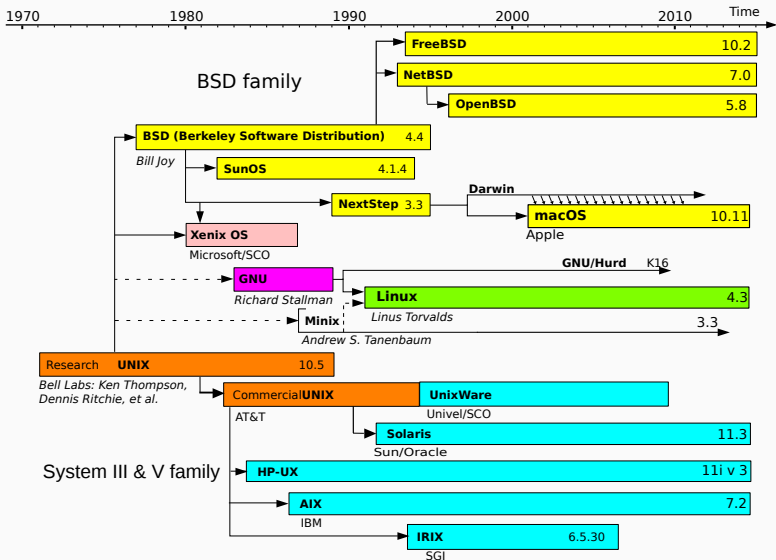 1970 1980 1990 2000 2010 Time
FreeBSD 10.2
BSD family
NetBSD 7.0
OpenBSD 5.8
BSD (Berkeley Software Distribution) 4.4
Bill Joy
SunOS 4.1.4
Darwin
NextStep 3.3
macOS 10.11
Apple
Xenix OS
Microsoft/SCO
GNU/Hurd K16
GNU
Richard Stallman
Linux 4.3
Linus Torvalds
Minix 3.3
Andrew S. Tanenbaum
Research UNIX 10.5
Bell Labs: Ken Thompson,
Dennis Ritchie, et al.
CommercialUNIX UnixWare
AT&T Univel/SCO
Solaris 11.3
Sun/Oracle
System III & V family
HP-UX 11i v 3
AIX 7.2
IBM
IRIX 6.5.30
SGI